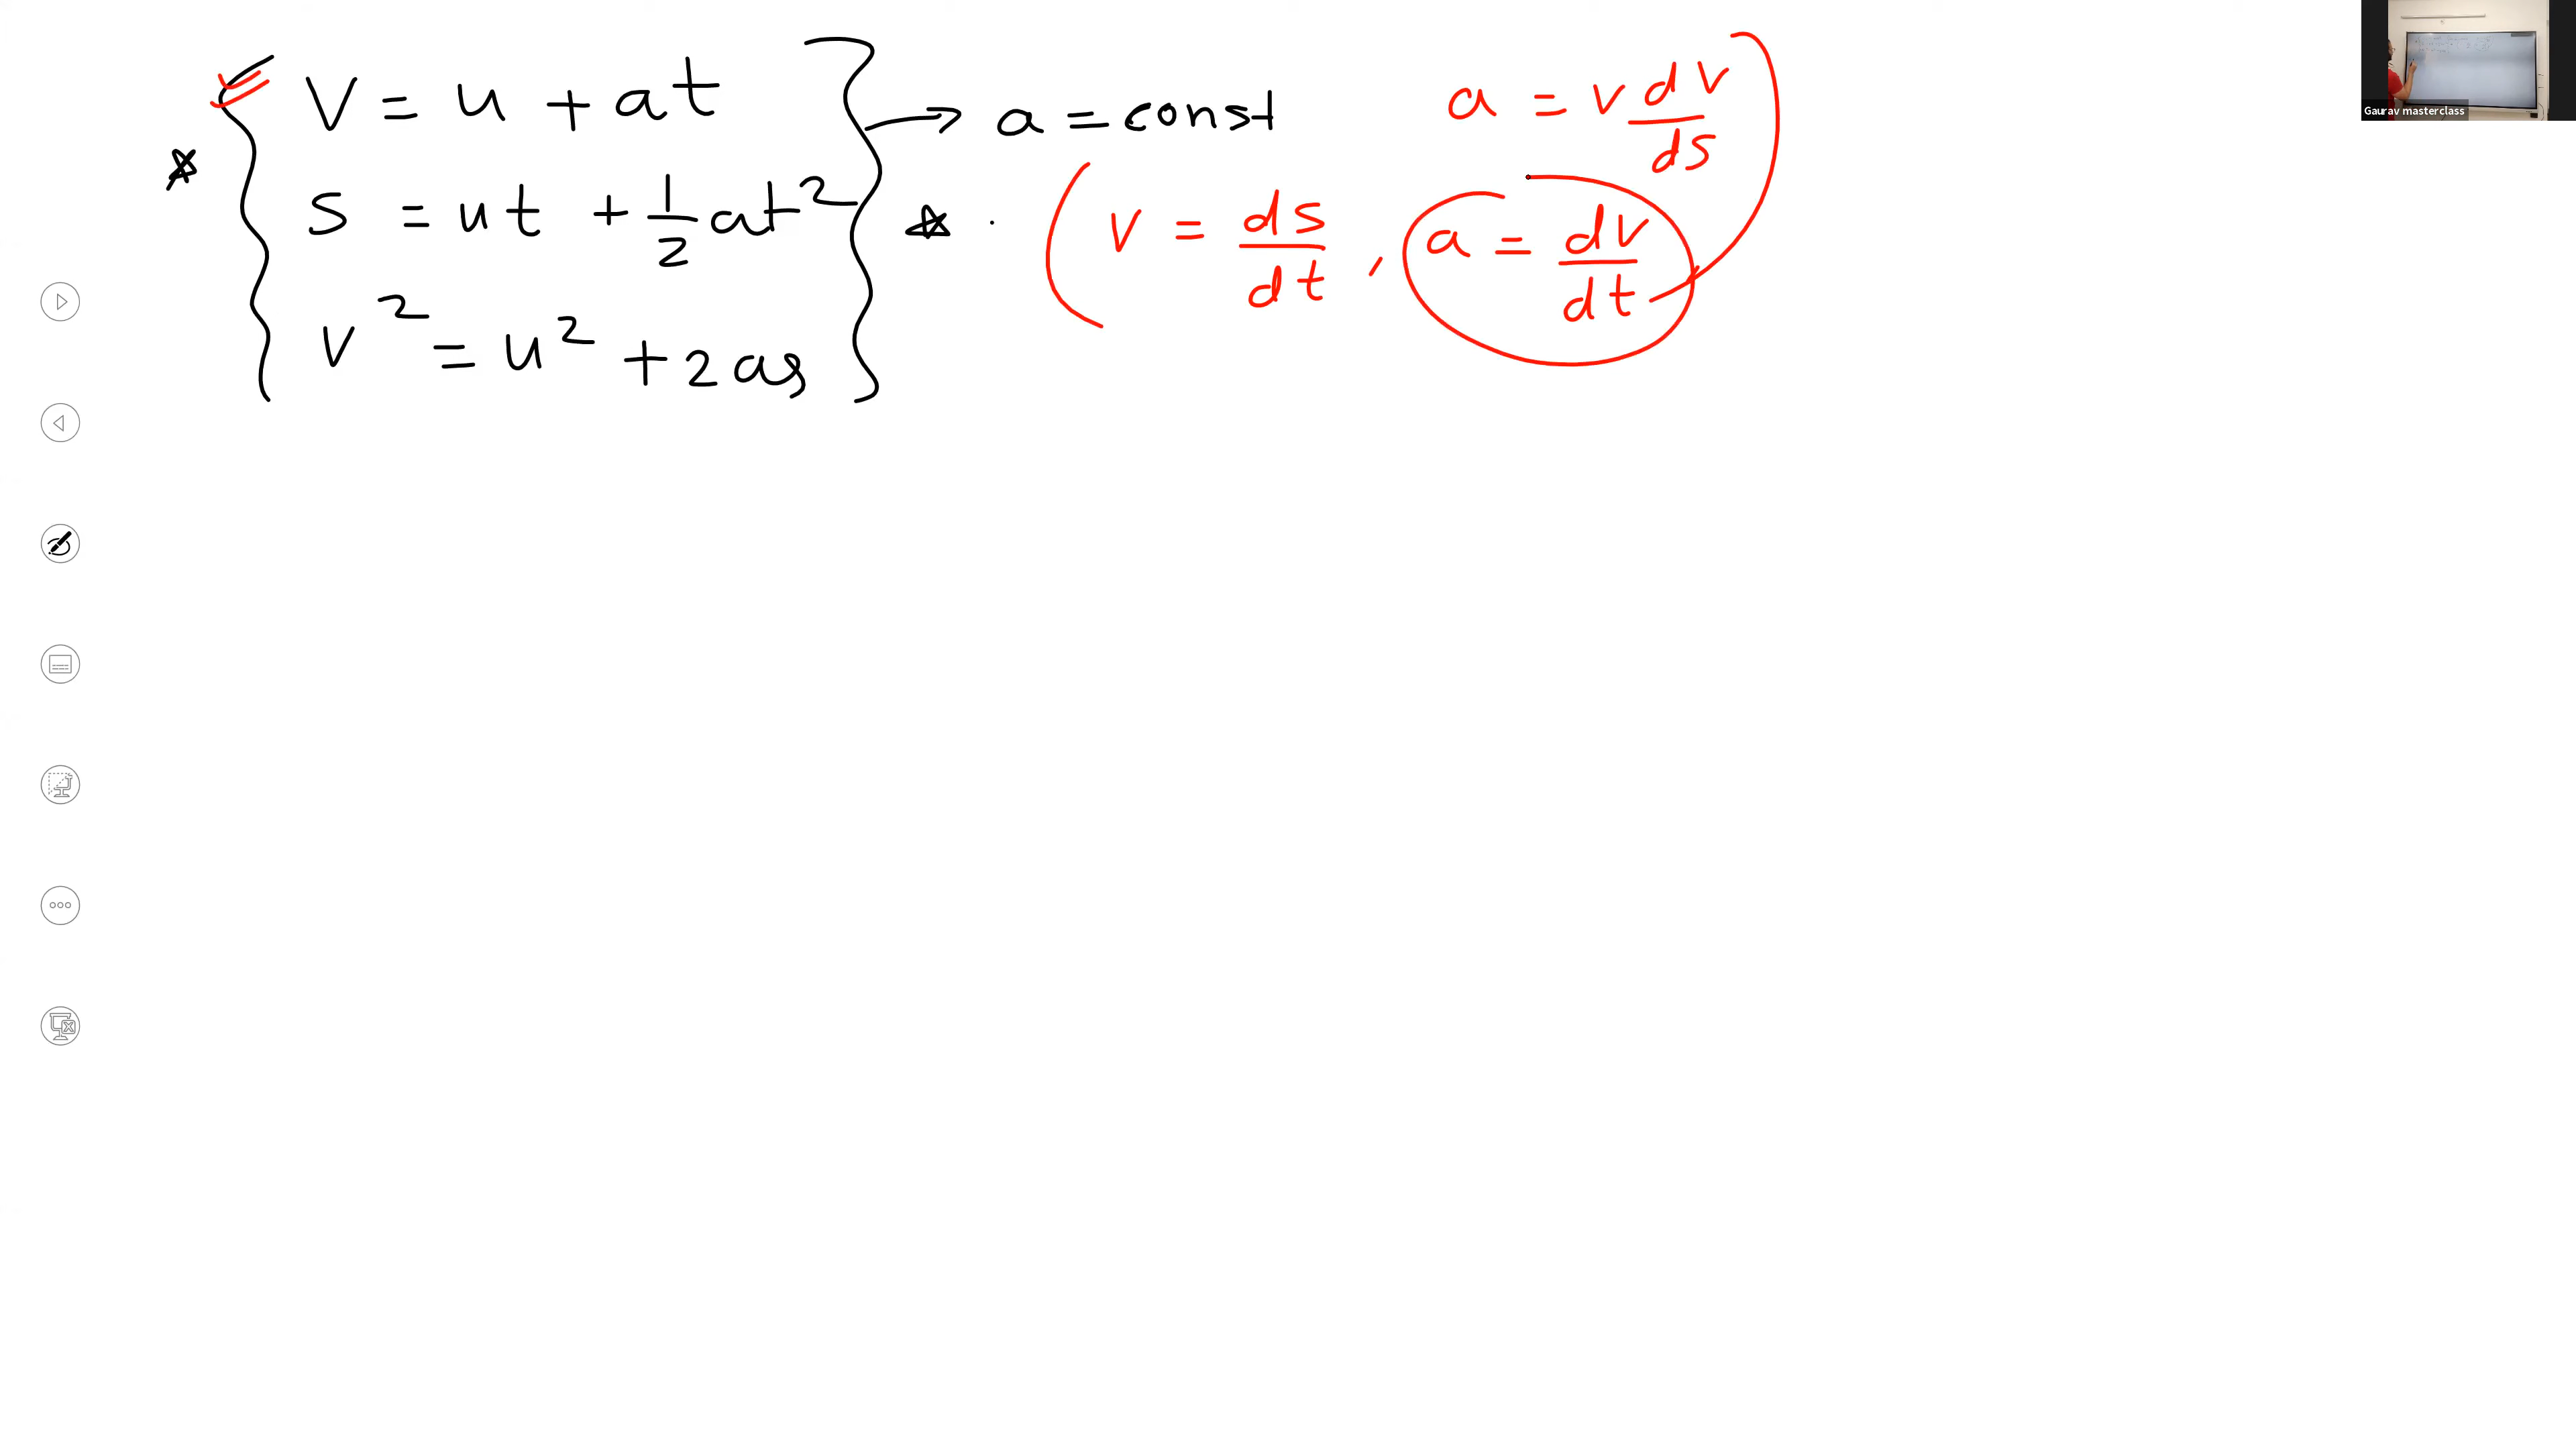 V = u + at → a = const
s = ut + 1/2 at²
v² = u² + 2as
a = v dv/ds
v = ds/dt , a = dv/dt
Gaurav masterclass